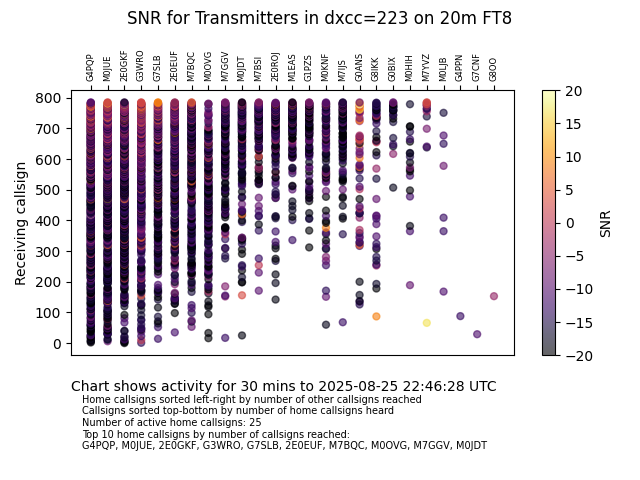 SNR for Transmitters in dxcc=223 on 20m FT8
G4PQP M0JUE 2E0GKF G3WRO G7SLB 2E0EUF M7BQC M0OVG M7GGV M0JDT M7BSI 2E0ROJ M1EAS G1PZS M0KNF M7IJS G0ANS G8IKK G0BIX M0HIH M7YVZ M0LJB G4PPN G7CNF G8OO
800
700
600
500
400
300
200
100
0
Receiving callsign
20
15
10
5
0
−5
−10
−15
−20
SNR
Chart shows activity for 30 mins to 2025-08-25 22:46:28 UTC
Home callsigns sorted left-right by number of other callsigns reached
Callsigns sorted top-bottom by number of home callsigns heard
Number of active home callsigns: 25
Top 10 home callsigns by number of callsigns reached:
G4PQP, M0JUE, 2E0GKF, G3WRO, G7SLB, 2E0EUF, M7BQC, M0OVG, M7GGV, M0JDT